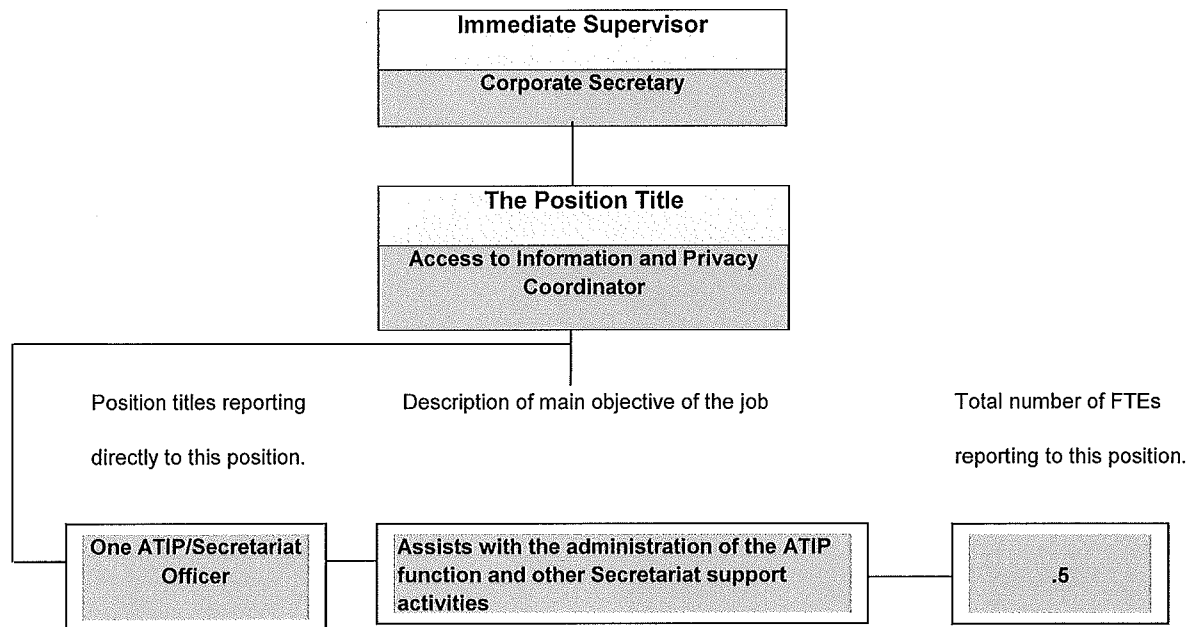 Immediate Supervisor
Corporate Secretary
The Position Title
Access to Information and Privacy
Coordinator
Position titles reporting
directly to this position.
Description of main objective of the job
Total number of FTEs
reporting to this position.
One ATIP/Secretariat
Officer
Assists with the administration of the ATIP
function and other Secretariat support
activities
.5